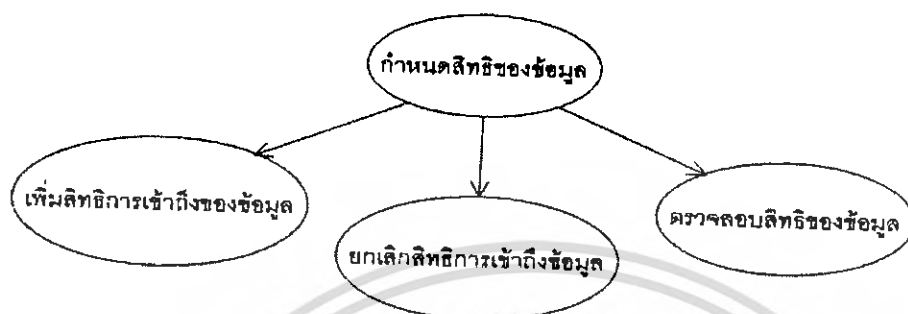 กำหนดสิทธิของข้อมูล
เพิ่มสิทธิการเข้าถึงของข้อมูล
ยกเลิกสิทธิการเข้าถึงข้อมูล
ตรวจสอบสิทธิของข้อมูล